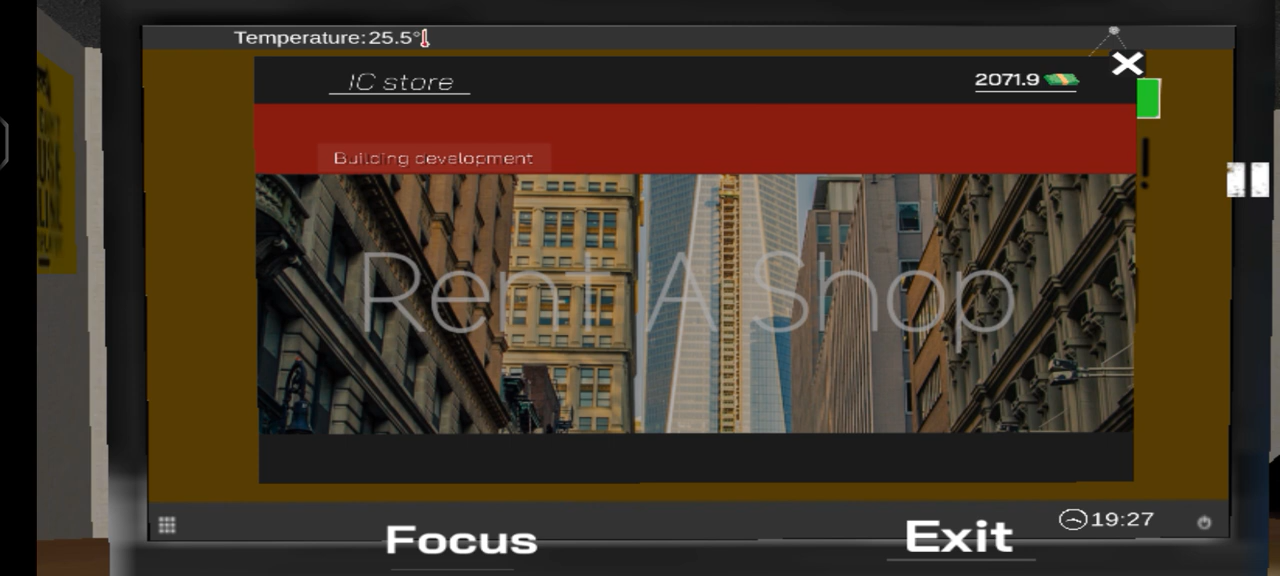 Temperature: 25.5°
IC store
2071.9
Building development
Rent A Shop
19:27
Focus
Exit